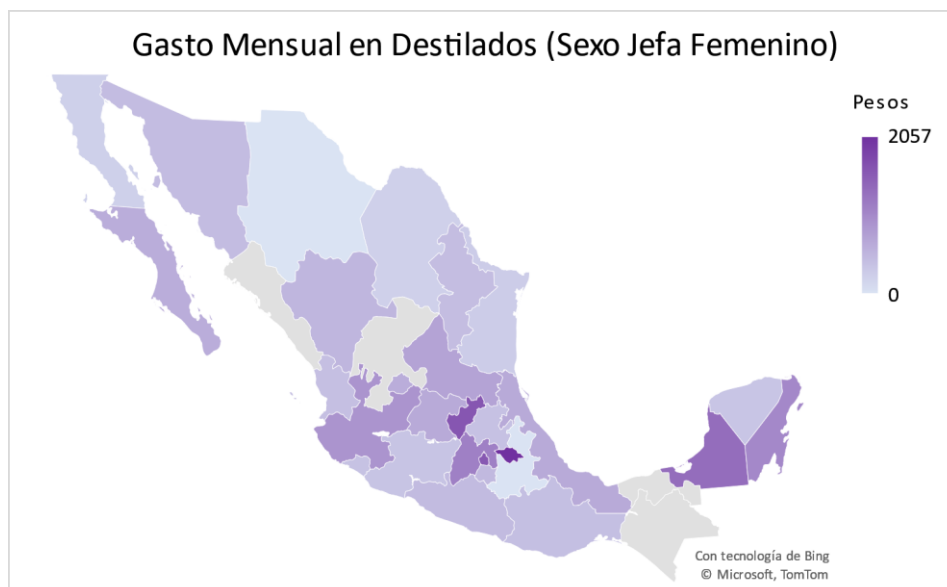 Gasto Mensual en Destilados (Sexo Jefa Femenino)
Pesos
2057
0
Con tecnología de Bing
© Microsoft, TomTom